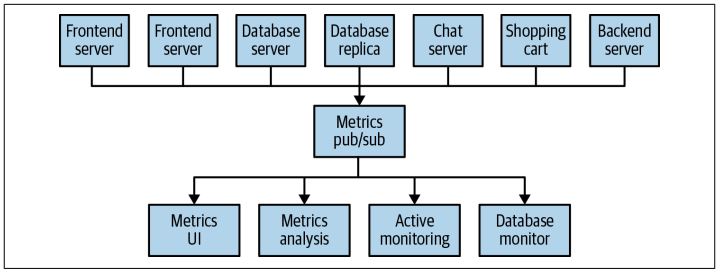 Frontend
server
Frontend
server
Database
server
Database
replica
Chat
server
Shopping
cart
Backend
server
Metrics
pub/sub
Metrics
UI
Metrics
analysis
Active
monitoring
Database
monitor